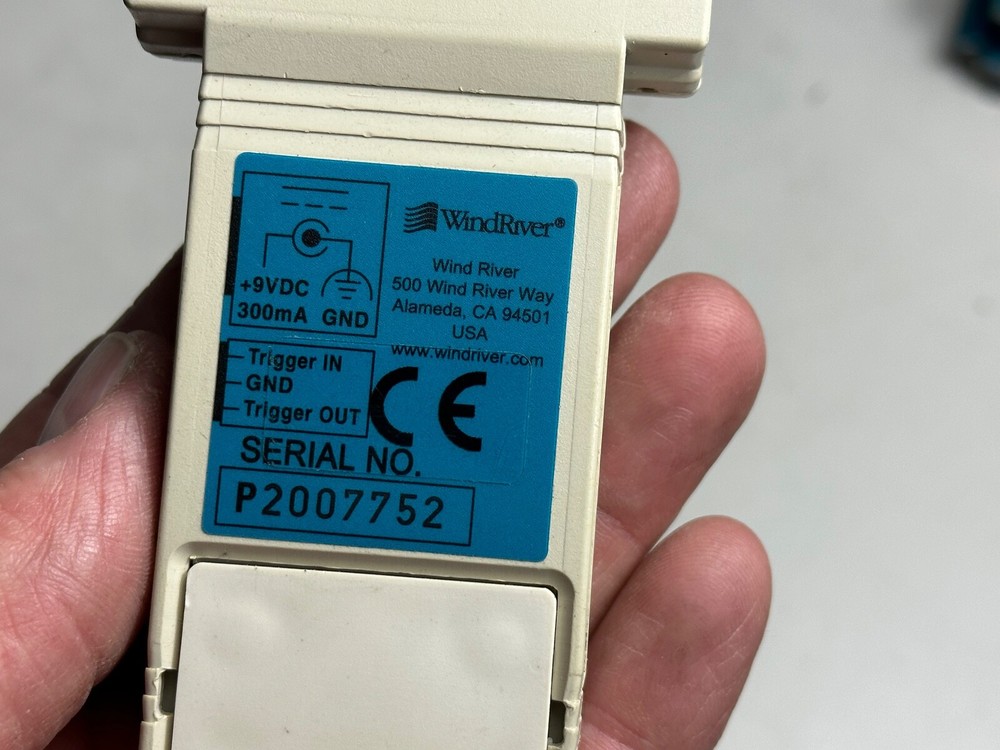 WindRiver®
Wind River
500 Wind River Way
Alameda, CA 94501
USA
www.windriver.com
+9VDC
300mA GND
Trigger IN
GND
Trigger OUT
CE
SERIAL NO.
P2007752